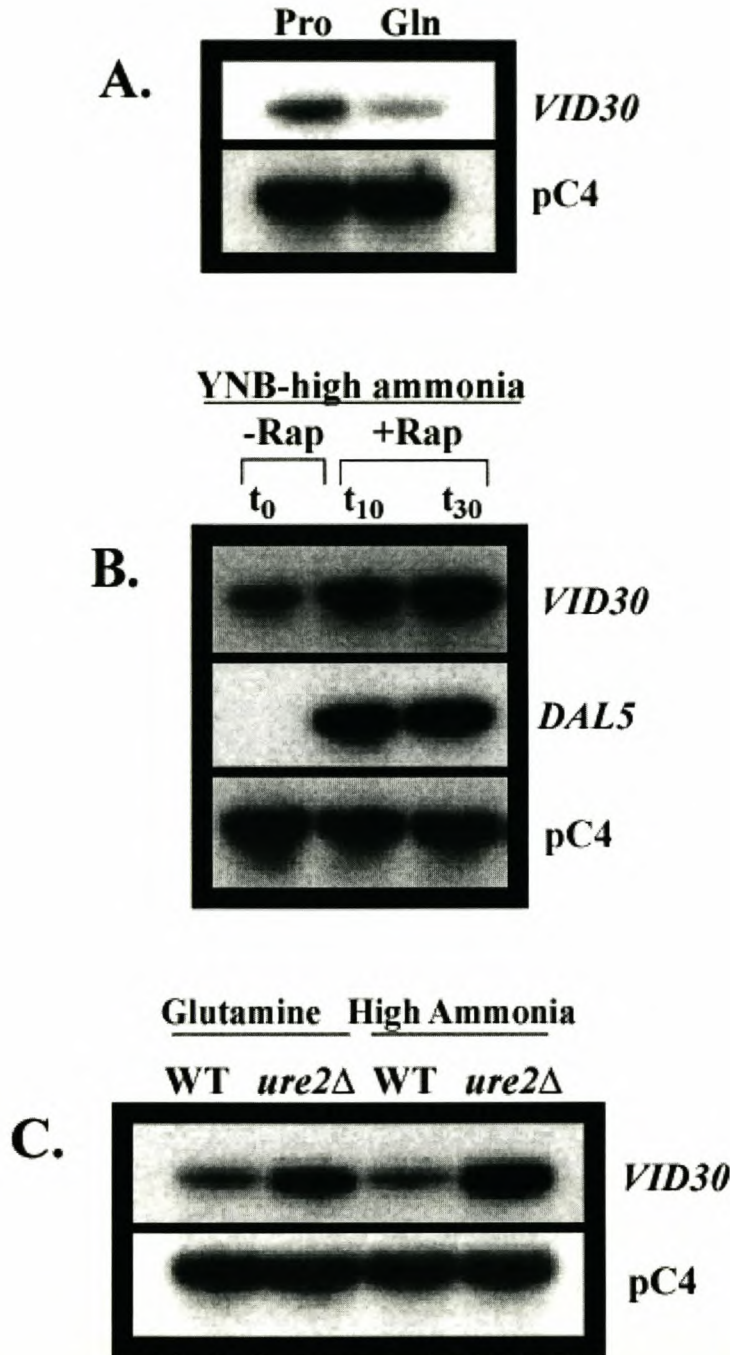 Pro Gln
A.
VID30
pC4
YNB-high ammonia
-Rap +Rap
t0 t10 t30
B.
VID30
DAL5
pC4
Glutamine High Ammonia
WT ure2Δ WT ure2Δ
C.
VID30
pC4